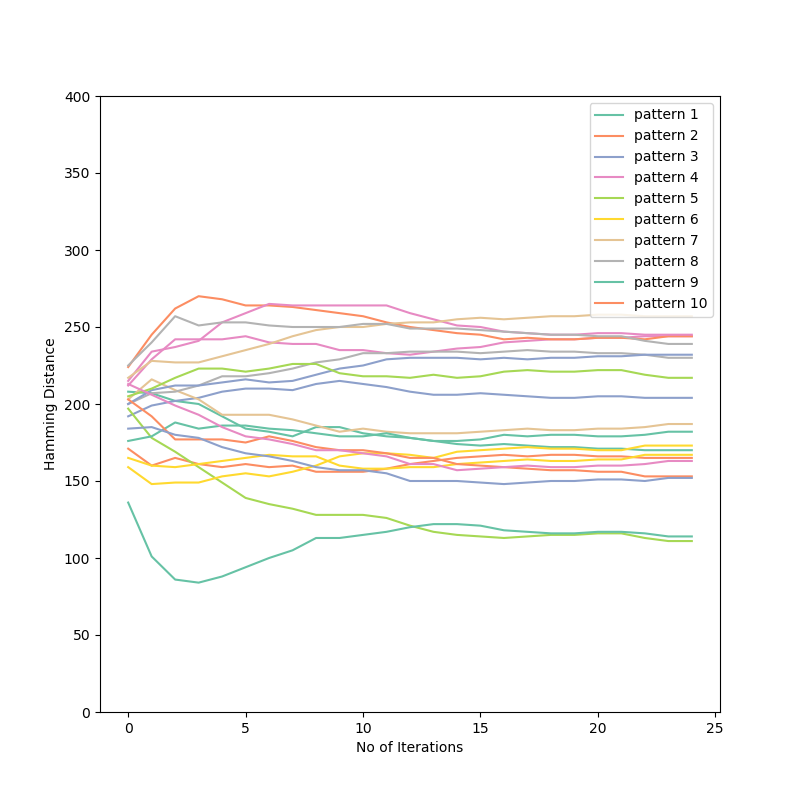 400
350
300
250
200
150
100
50
0
Hamming Distance
0 5 10 15 20 25
No of Iterations
pattern 1
pattern 2
pattern 3
pattern 4
pattern 5
pattern 6
pattern 7
pattern 8
pattern 9
pattern 10